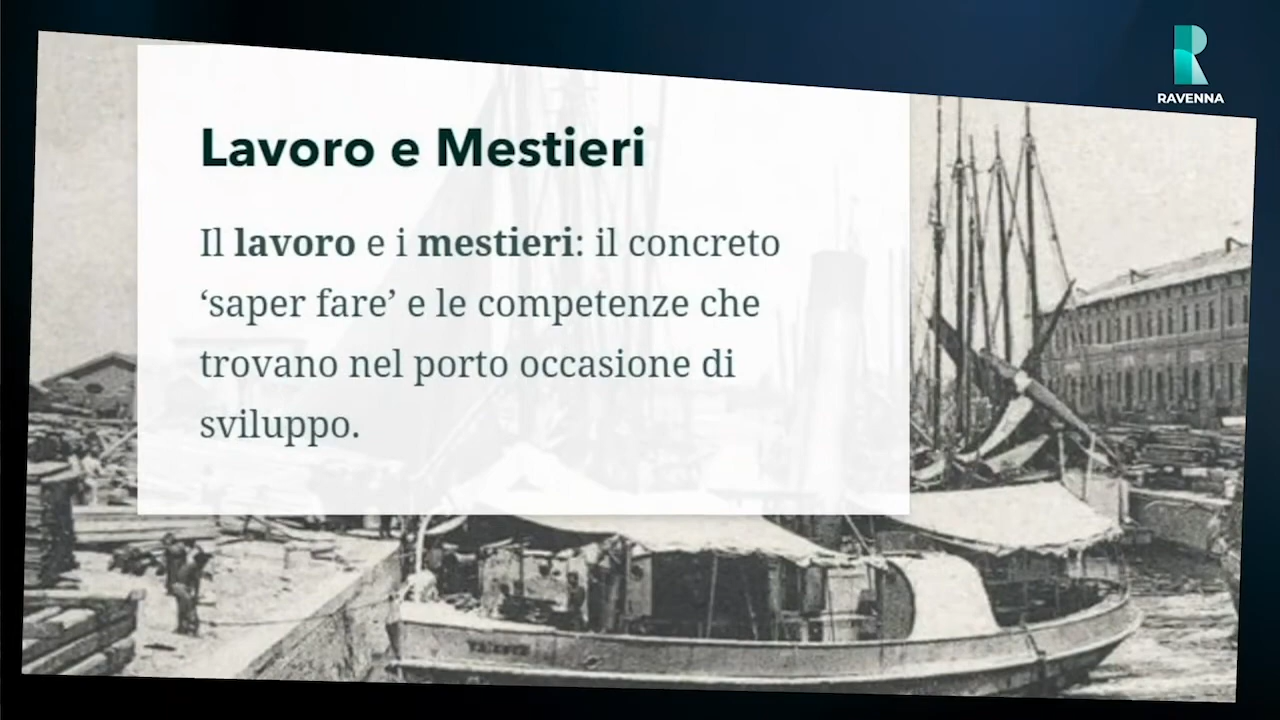 RAVENNA
Lavoro e Mestieri
Il lavoro e i mestieri: il concreto
‘saper fare’ e le competenze che
trovano nel porto occasione di
sviluppo.